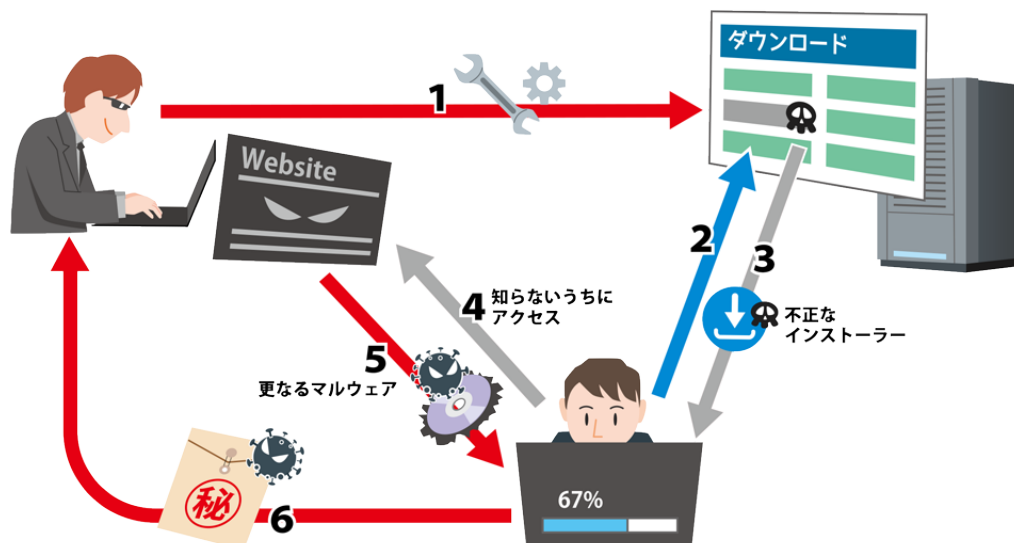 ダウンロード
1
Website
2
3
4
知らないうちに
アクセス
不正な
インストーラー
5
更なるマルウェア
67%
秘
6